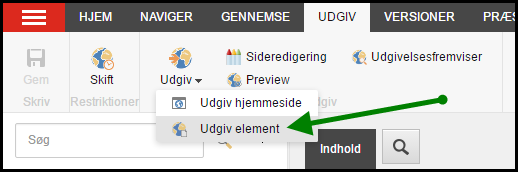 HJEM NAVIGER GENNEMSE UDGIV VERSIONER PRÆS
Gem Skift Udgiv Sideredigering Udgivelsesfremviser
Preview
Skriv Restriktioner
Udgiv hjemmeside
Udgiv element
Søg
Indhold